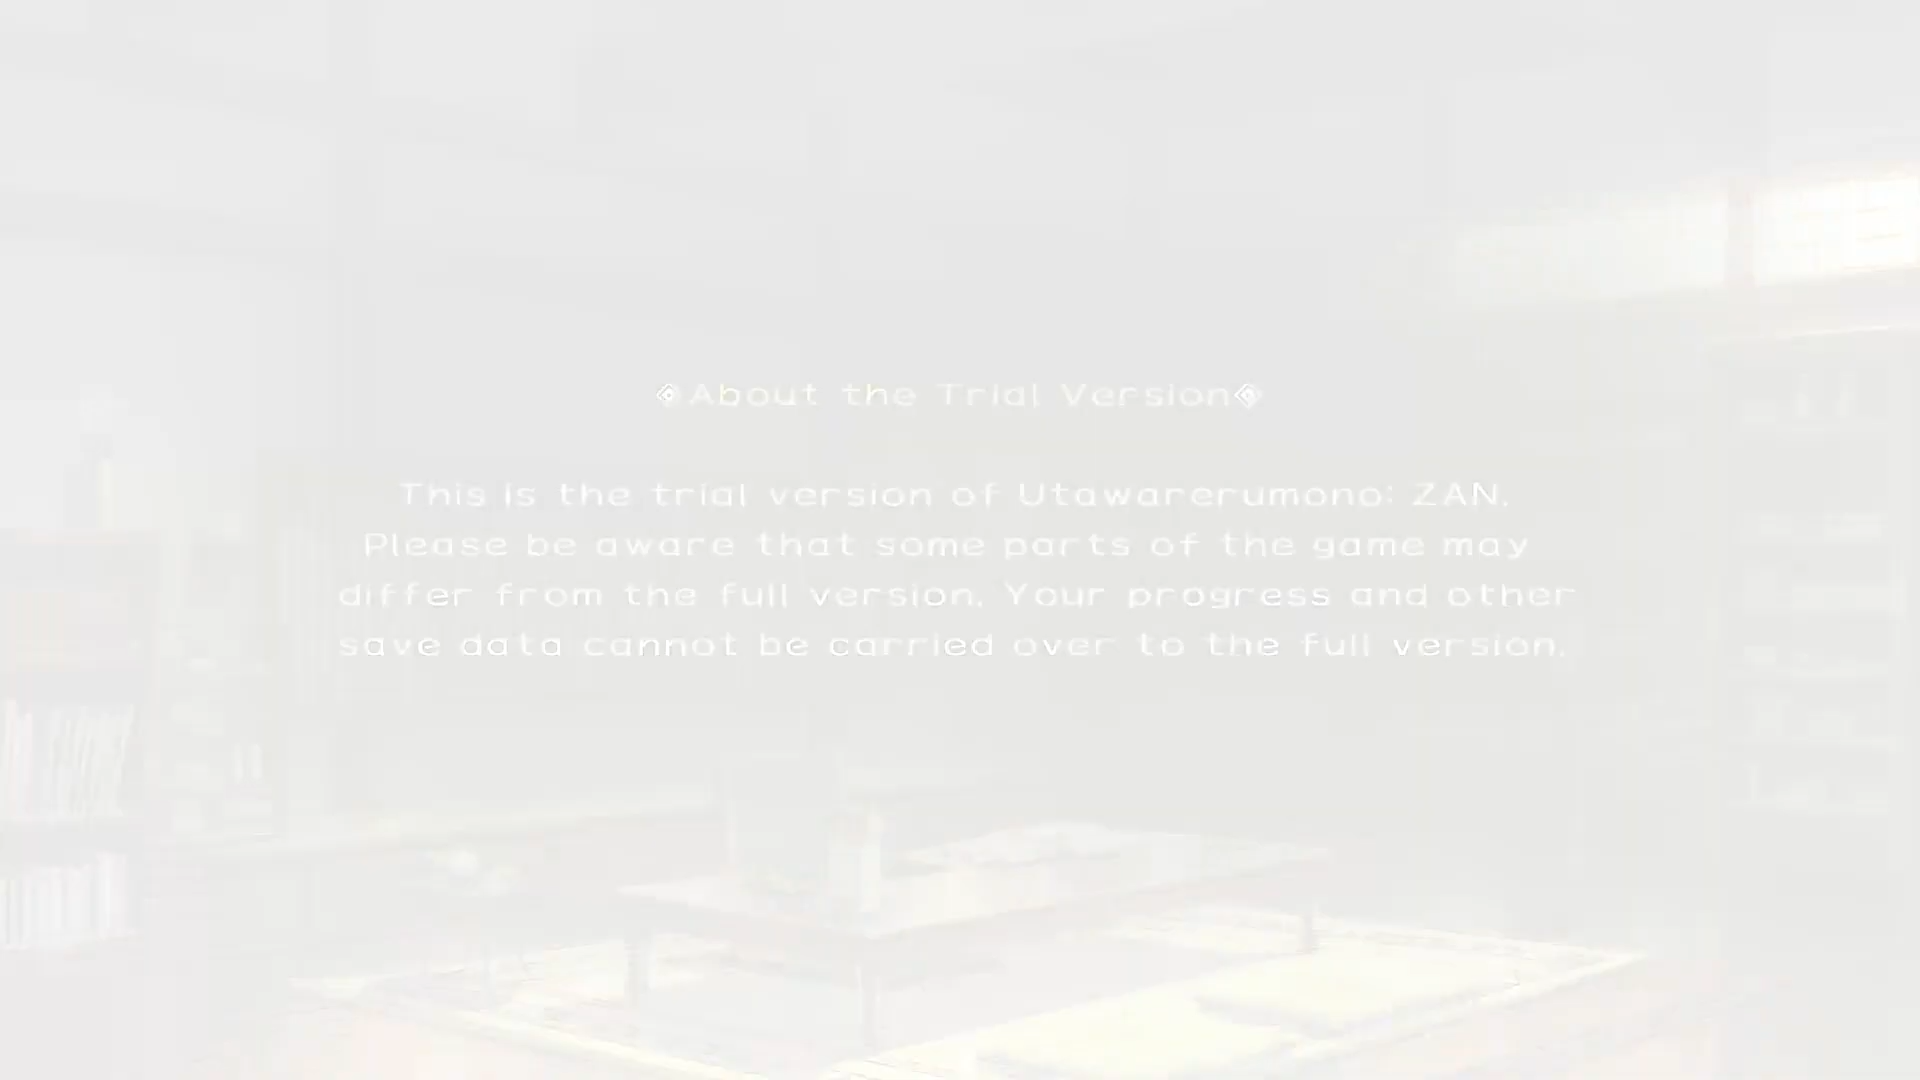 ◈About the Trial Version◈
This is the trial version of Utawarerumono: ZAN.
Please be aware that some parts of the game may
differ from the full version. Your progress and other
save data cannot be carried over to the full version.